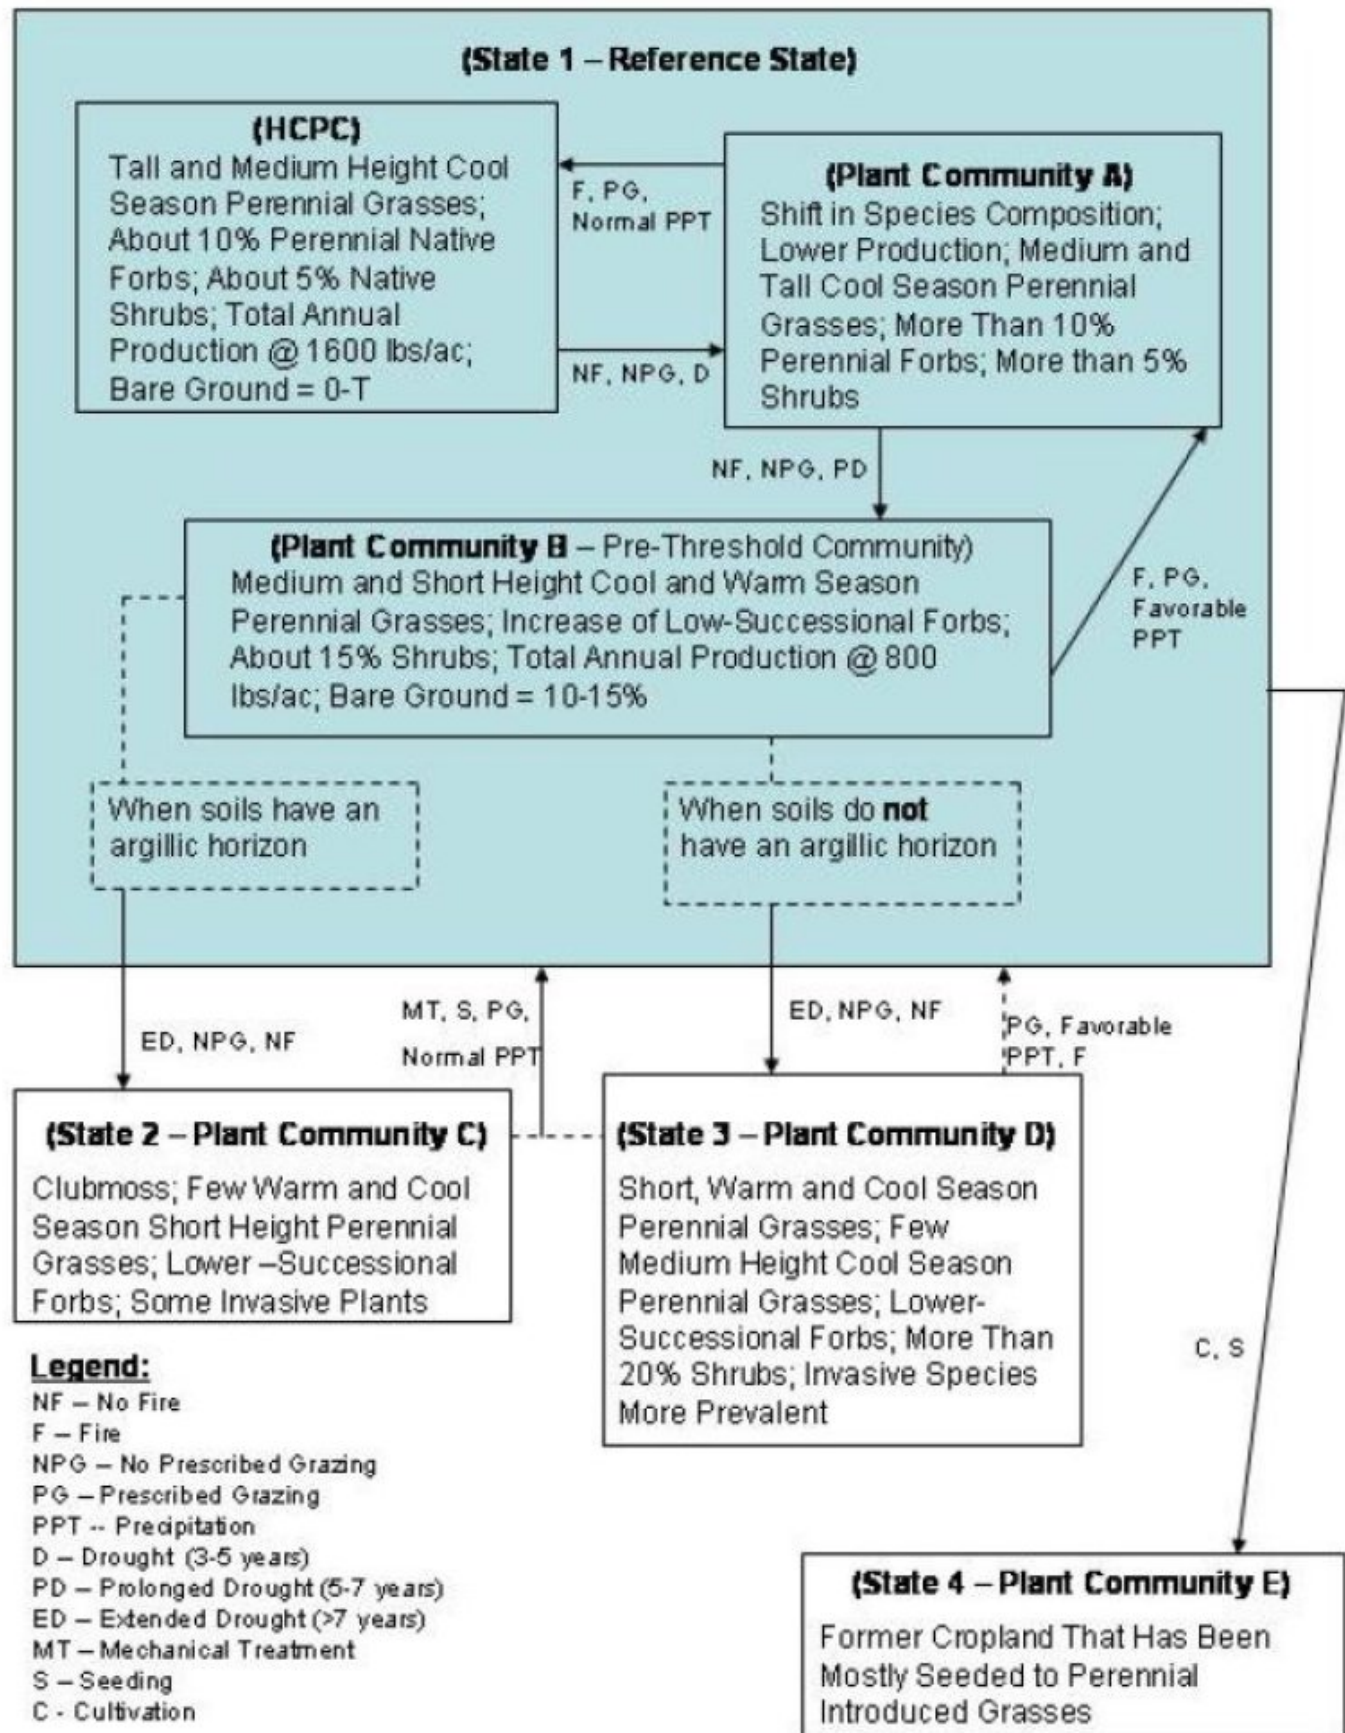 (State 1 – Reference State)
(HCPC)
Tall and Medium Height Cool
Season Perennial Grasses;
About 10% Perennial Native
Forbs; About 5% Native
Shrubs; Total Annual
Production @ 1600 lbs/ac;
Bare Ground = 0-T
F, PG,
Normal PPT
NF, NPG, D
(Plant Community A)
Shift in Species Composition;
Lower Production; Medium and
Tall Cool Season Perennial
Grasses; More Than 10%
Perennial Forbs; More than 5%
Shrubs
NF, NPG, PD
(Plant Community B – Pre-Threshold Community)
Medium and Short Height Cool and Warm Season
Perennial Grasses; Increase of Low-Successional Forbs;
About 15% Shrubs; Total Annual Production @ 800
lbs/ac; Bare Ground = 10-15%
F, PG,
Favorable
PPT
When soils have an
argillic horizon
When soils do not
have an argillic horizon
ED, NPG, NF
MT, S, PG,
Normal PPT
ED, NPG, NF
PG, Favorable
PPT, F
(State 2 – Plant Community C)
Clubmoss; Few Warm and Cool
Season Short Height Perennial
Grasses; Lower –Successional
Forbs; Some Invasive Plants
(State 3 – Plant Community D)
Short, Warm and Cool Season
Perennial Grasses; Few
Medium Height Cool Season
Perennial Grasses; Lower-
Successional Forbs; More Than
20% Shrubs; Invasive Species
More Prevalent
C, S
Legend:
NF – No Fire
F – Fire
NPG – No Prescribed Grazing
PG – Prescribed Grazing
PPT -- Precipitation
D – Drought (3-5 years)
PD – Prolonged Drought (5-7 years)
ED – Extended Drought (>7 years)
MT – Mechanical Treatment
S – Seeding
C - Cultivation
(State 4 – Plant Community E)
Former Cropland That Has Been
Mostly Seeded to Perennial
Introduced Grasses